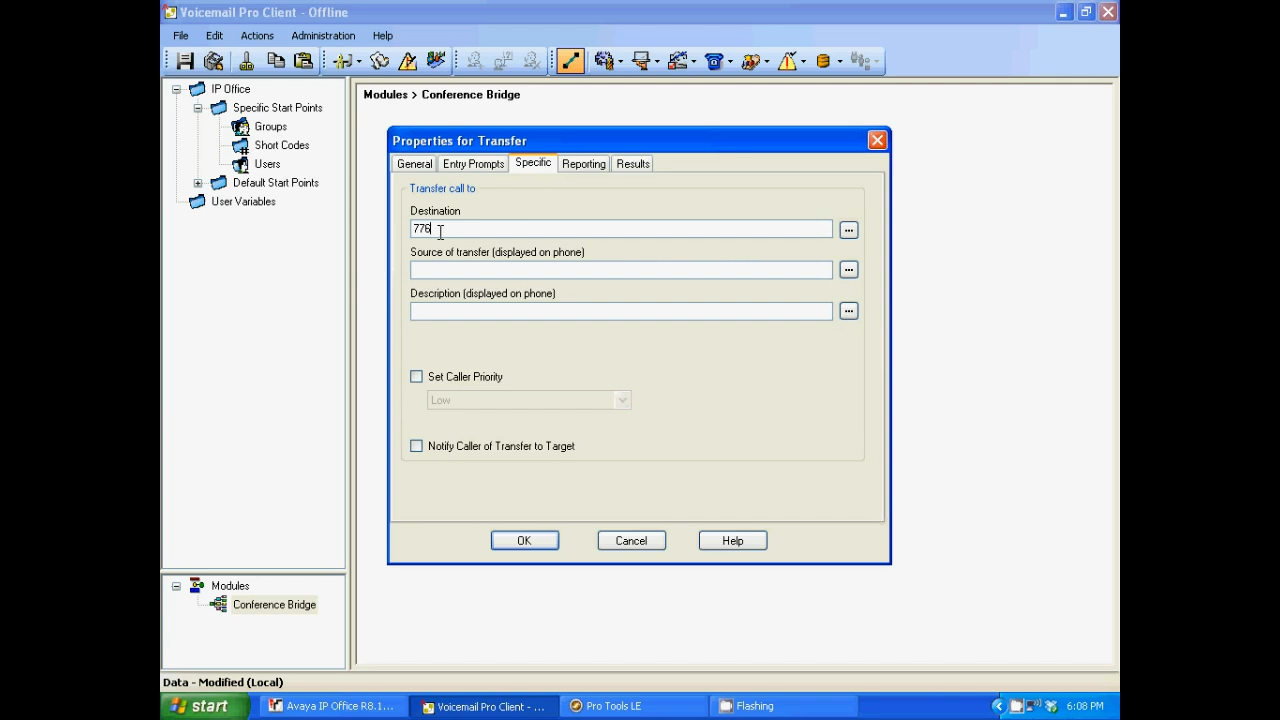 Voicemail Pro Client - Offline
File Edit Actions Administration Help
IP Office
Specific Start Points
Groups
Short Codes
Users
Default Start Points
User Variables
Modules > Conference Bridge
Properties for Transfer
General Entry Prompts Specific Reporting Results
Transfer call to
Destination
776
Source of transfer (displayed on phone)
...
Description (displayed on phone)
...
Set Caller Priority
Low
Notify Caller of Transfer to Target
OK Cancel Help
Modules
Conference Bridge
Data - Modified (Local)
start Avaya IP Office R8.1... Voicemail Pro Client - ... Pro Tools LE Flashing 6:08 PM